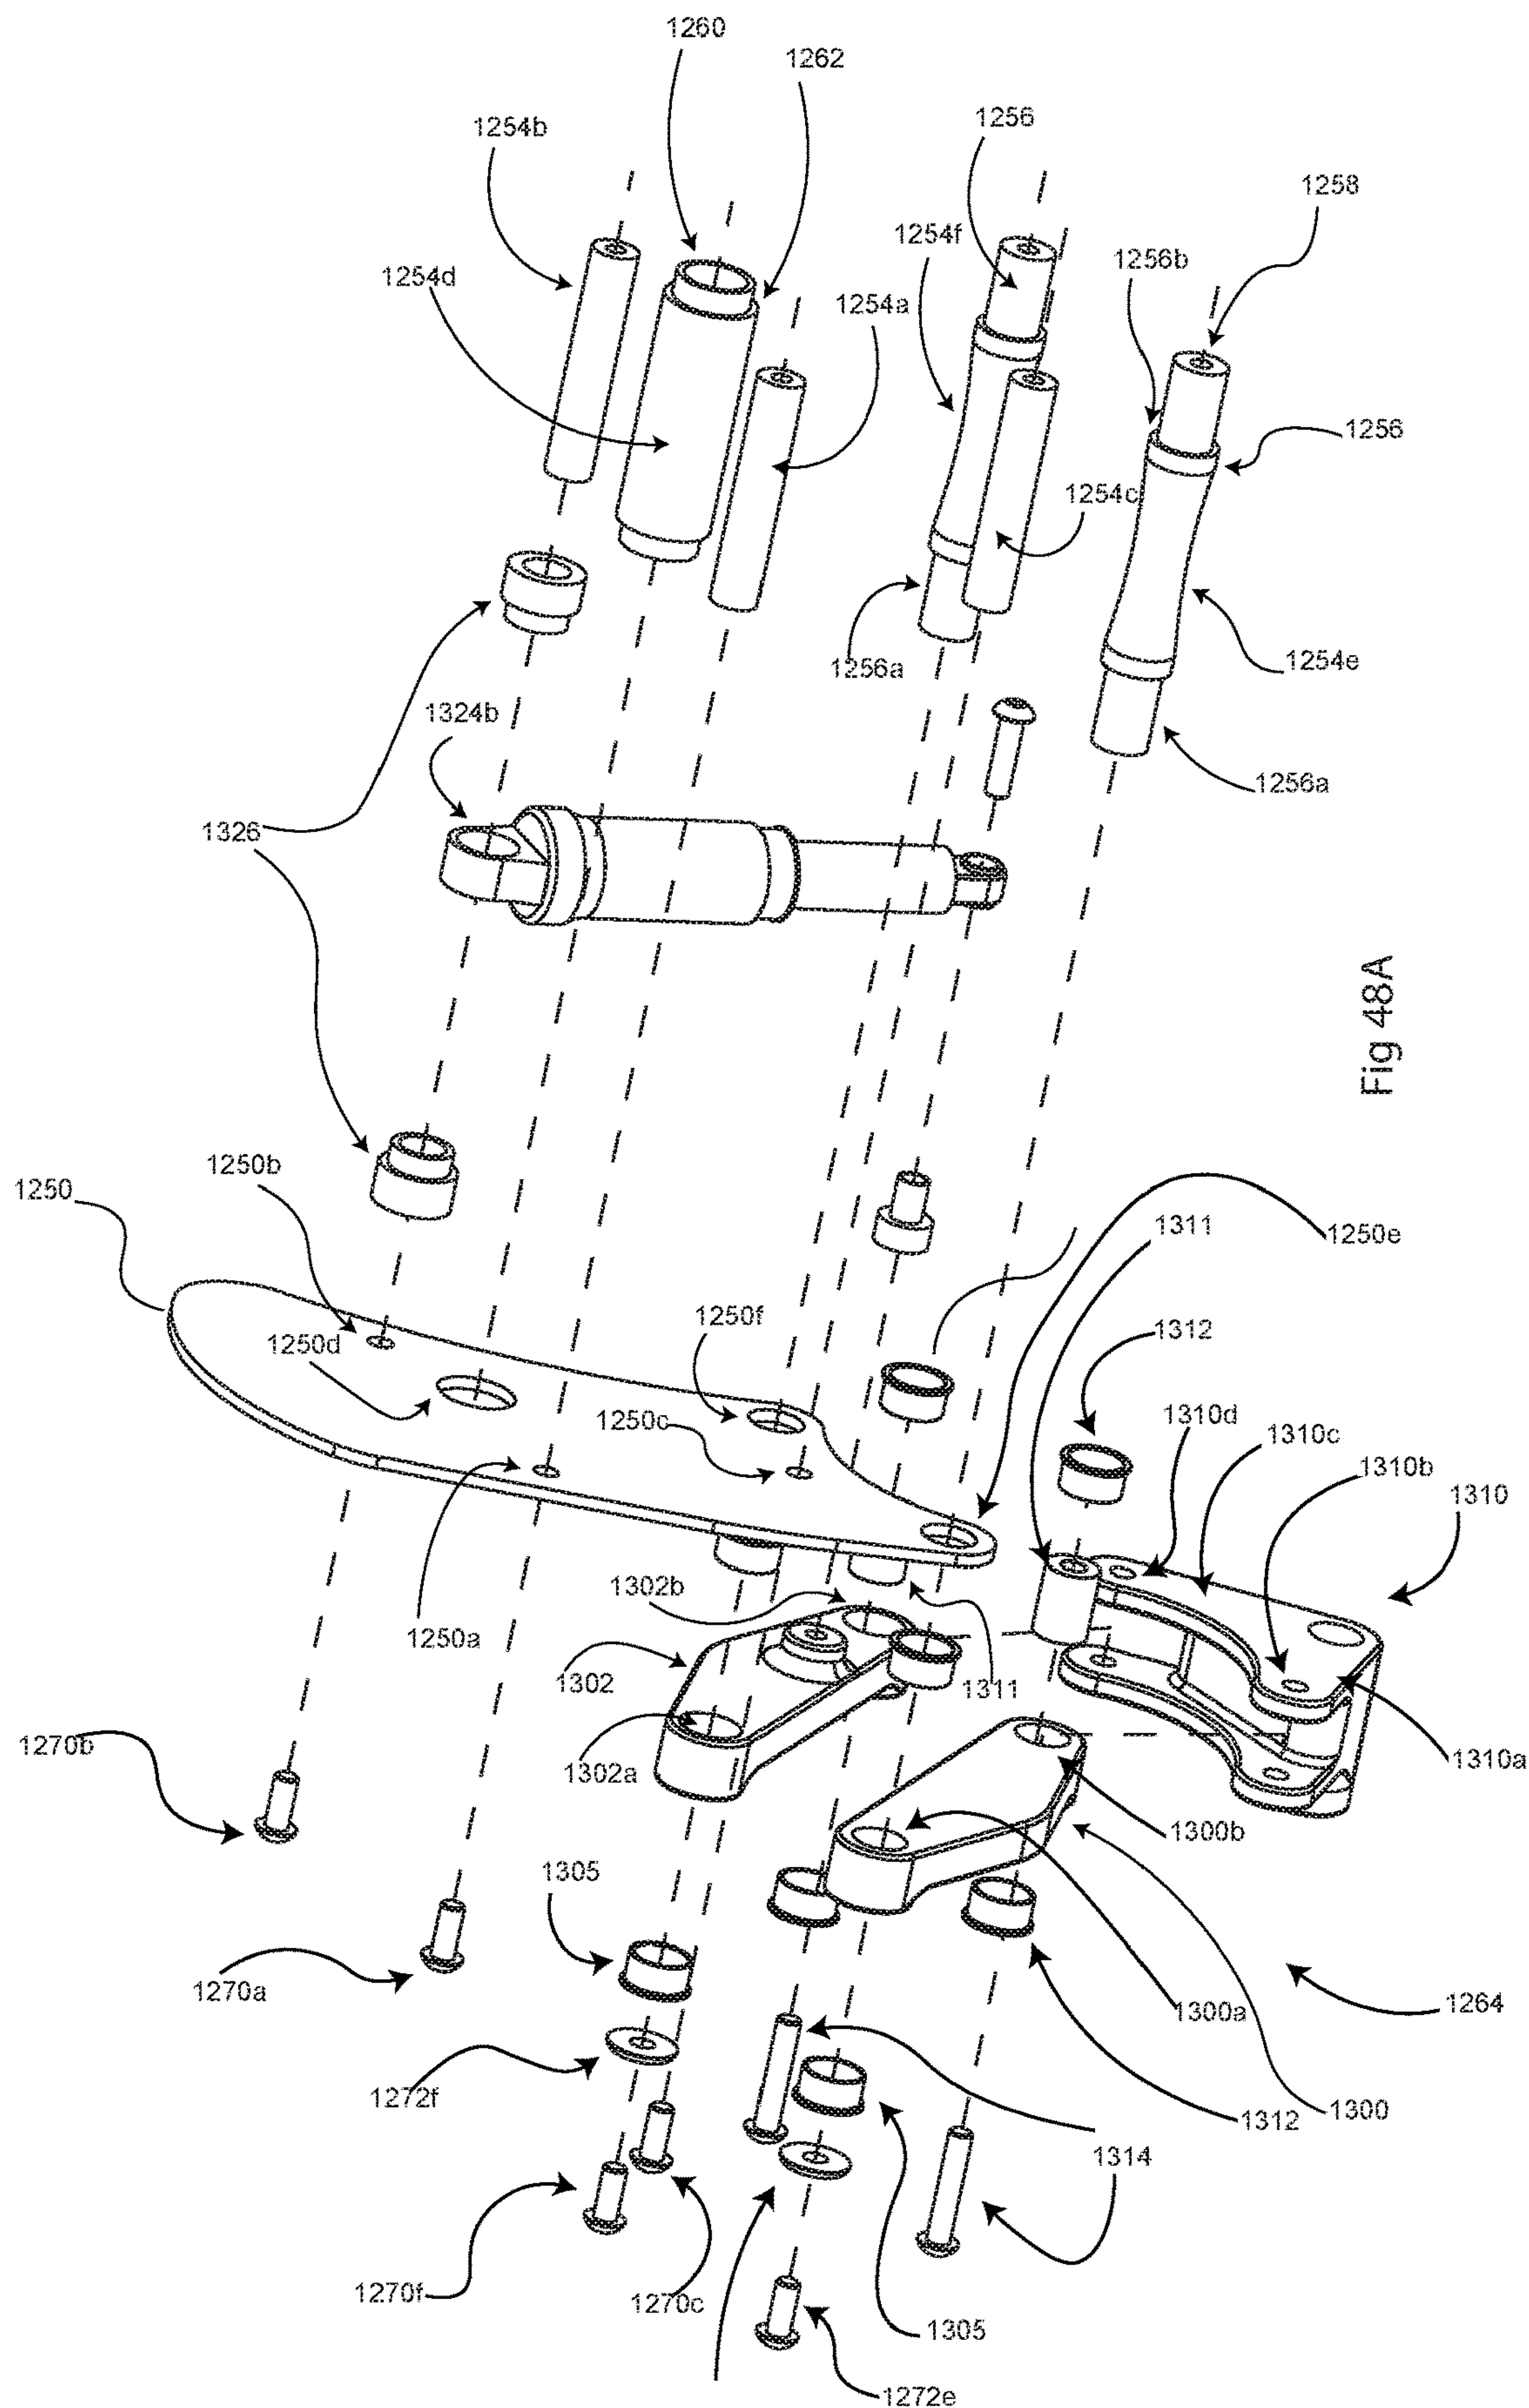 1260
1262
1254b
1256
1258
1254f
1256b
1254d
1254a
1256
1254c
1256a
1254e
1324b
1256a
1326
Fig 48A
1250b
1250
1311
1250e
1250f
1312
1250d
1250c
1310d
1310c
1310b
1310
1302b
1250a
1302
1311
1270b
1302a
1310a
1300b
1305
1270a
1300a
1264
1272f
1312
1300
1314
1270f
1270c
1305
1272e